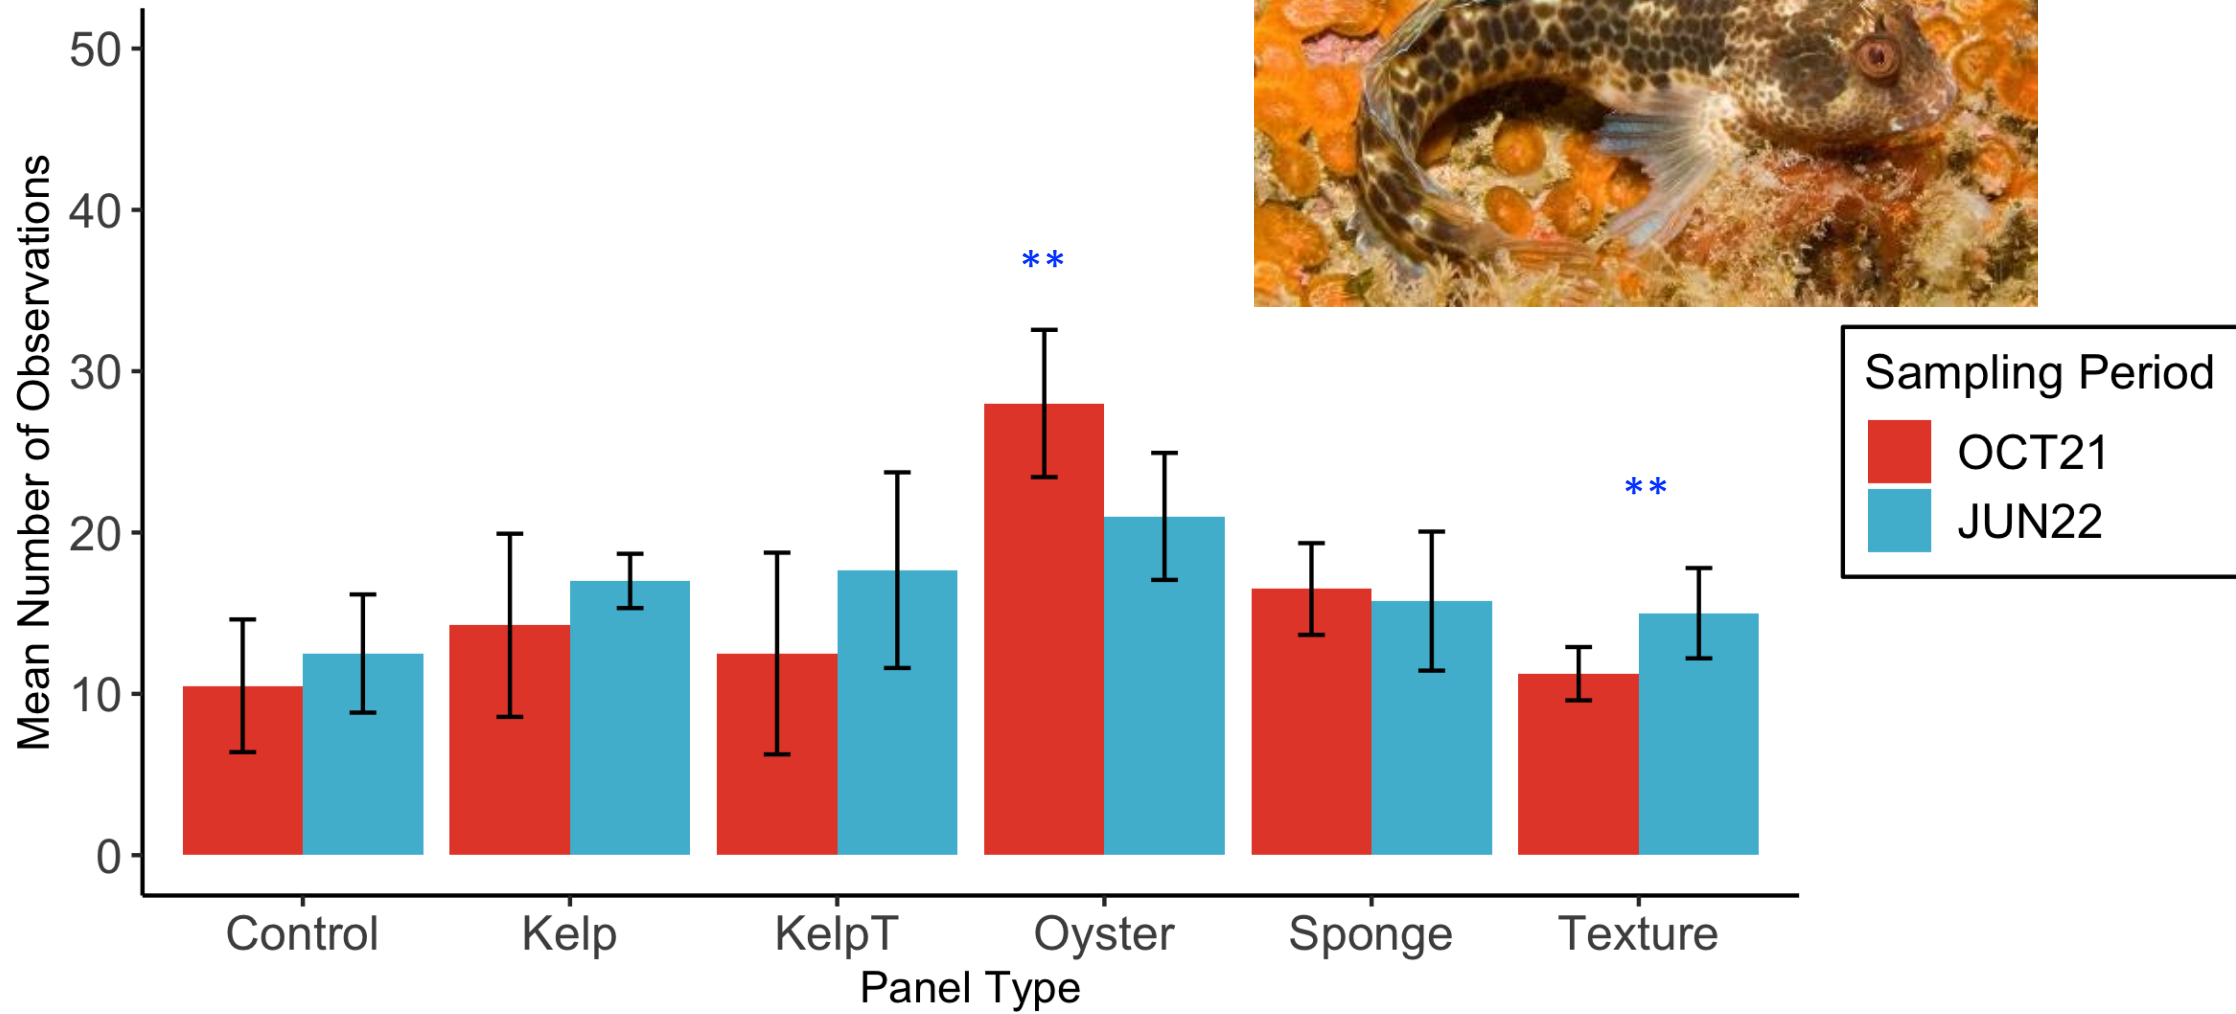 50
40
30
20
10
0
Mean Number of Observations
**
**
Sampling Period
OCT21
JUN22
Control Kelp KelpT Oyster Sponge Texture
Panel Type